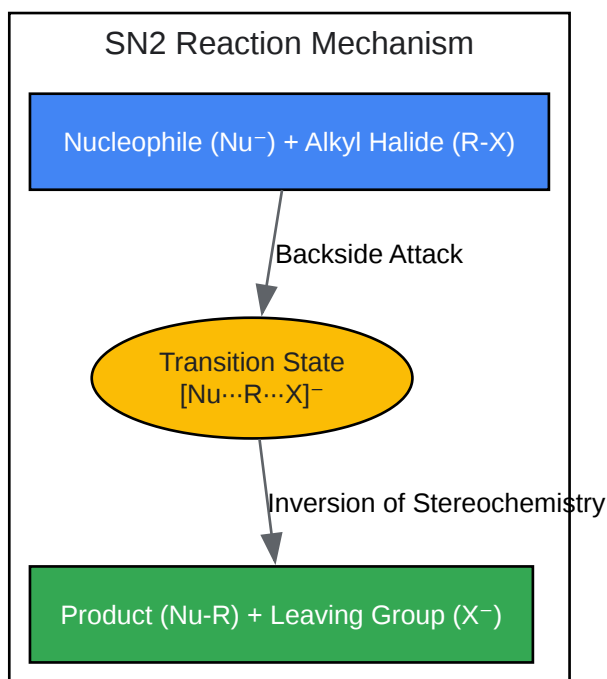 SN2 Reaction Mechanism
Nucleophile (Nu⁻) + Alkyl Halide (R-X)
Backside Attack
Transition State
[Nu···R···X]⁻
Inversion of Stereochemistry
Product (Nu-R) + Leaving Group (X⁻)